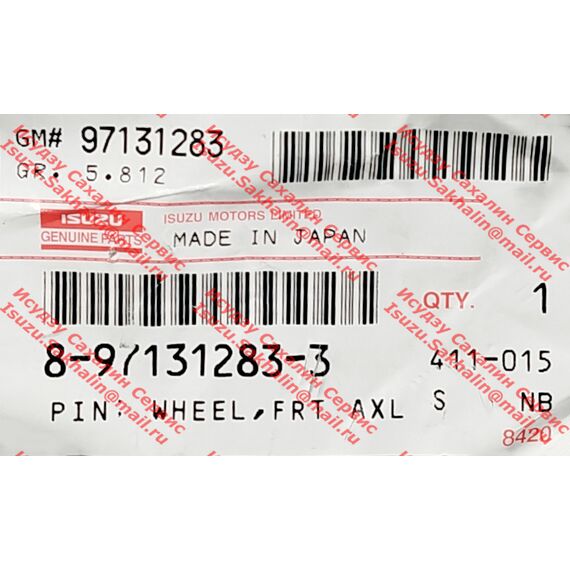 GM# 97131283
GR. 5.812
ISUZU
GENUINE PARTS
ISUZU MOTORS LIMITED
MADE IN JAPAN
QTY. 1
8-97131283-3
411-015
PIN; WHEEL,FRT AXL
S NB
8420
Исудзу Сахалин Сервис
Isuzu.Sakhalin@mail.ru